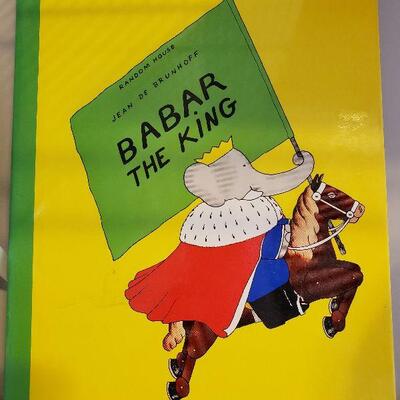 RANDOM HOUSE
JEAN DE BRUNHOFF
BABAR
THE KiNG